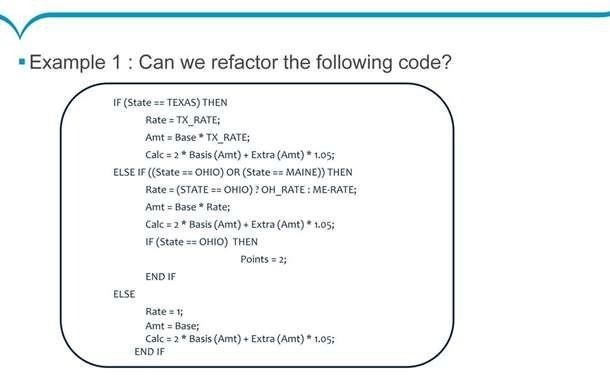 Example 1 : Can we refactor the following code?
IF (State == TEXAS) THEN
Rate = TX_RATE;
Amt = Base * TX_RATE;
Calc = 2 * Basis (Amt) + Extra (Amt) * 1.05;
ELSE IF ((State == OHIO) OR (State == MAINE)) THEN
Rate = (STATE == OHIO) ? OH_RATE : ME-RATE;
Amt = Base * Rate;
Calc = 2 * Basis (Amt) + Extra (Amt) * 1.05;
IF (State == OHIO) THEN
Points = 2;
END IF
ELSE
Rate = 1;
Amt = Base;
Calc = 2 * Basis (Amt) + Extra (Amt) * 1.05;
END IF